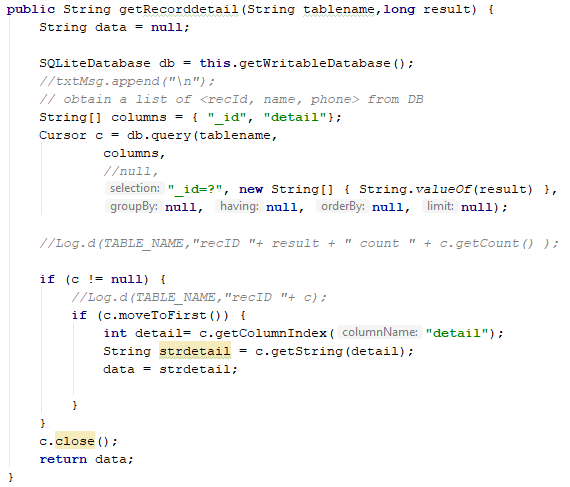 public String getRecorddetail(String tablename,long result) {
String data = null;
SQLiteDatabase db = this.getWritableDatabase();
//txtMsg.append("\n");
// obtain a list of <recId, name, phone> from DB
String[] columns = { "_id", "detail"};
Cursor c = db.query(tablename,
columns,
//null,
selection: "_id=?", new String[] { String.valueOf(result) },
groupBy: null, having: null, orderBy: null, limit: null);
//Log.d(TABLE_NAME,"recID "+ result + " count " + c.getCount() );
if (c != null) {
//Log.d(TABLE_NAME,"recID "+ c);
if (c.moveToFirst()) {
int detail= c.getColumnIndex( columnName: "detail");
String strdetail = c.getString(detail);
data = strdetail;
}
}
c.close();
return data;
}